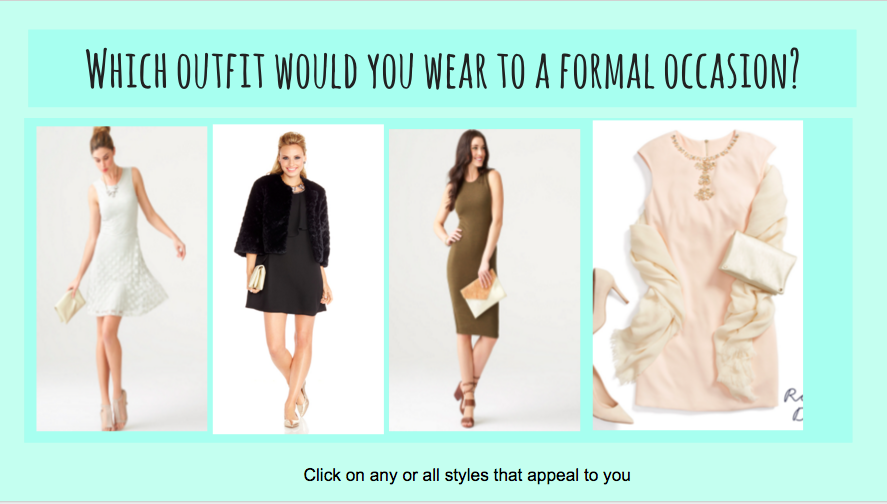 Which outfit would you wear to a formal occasion?
Click on any or all styles that appeal to you